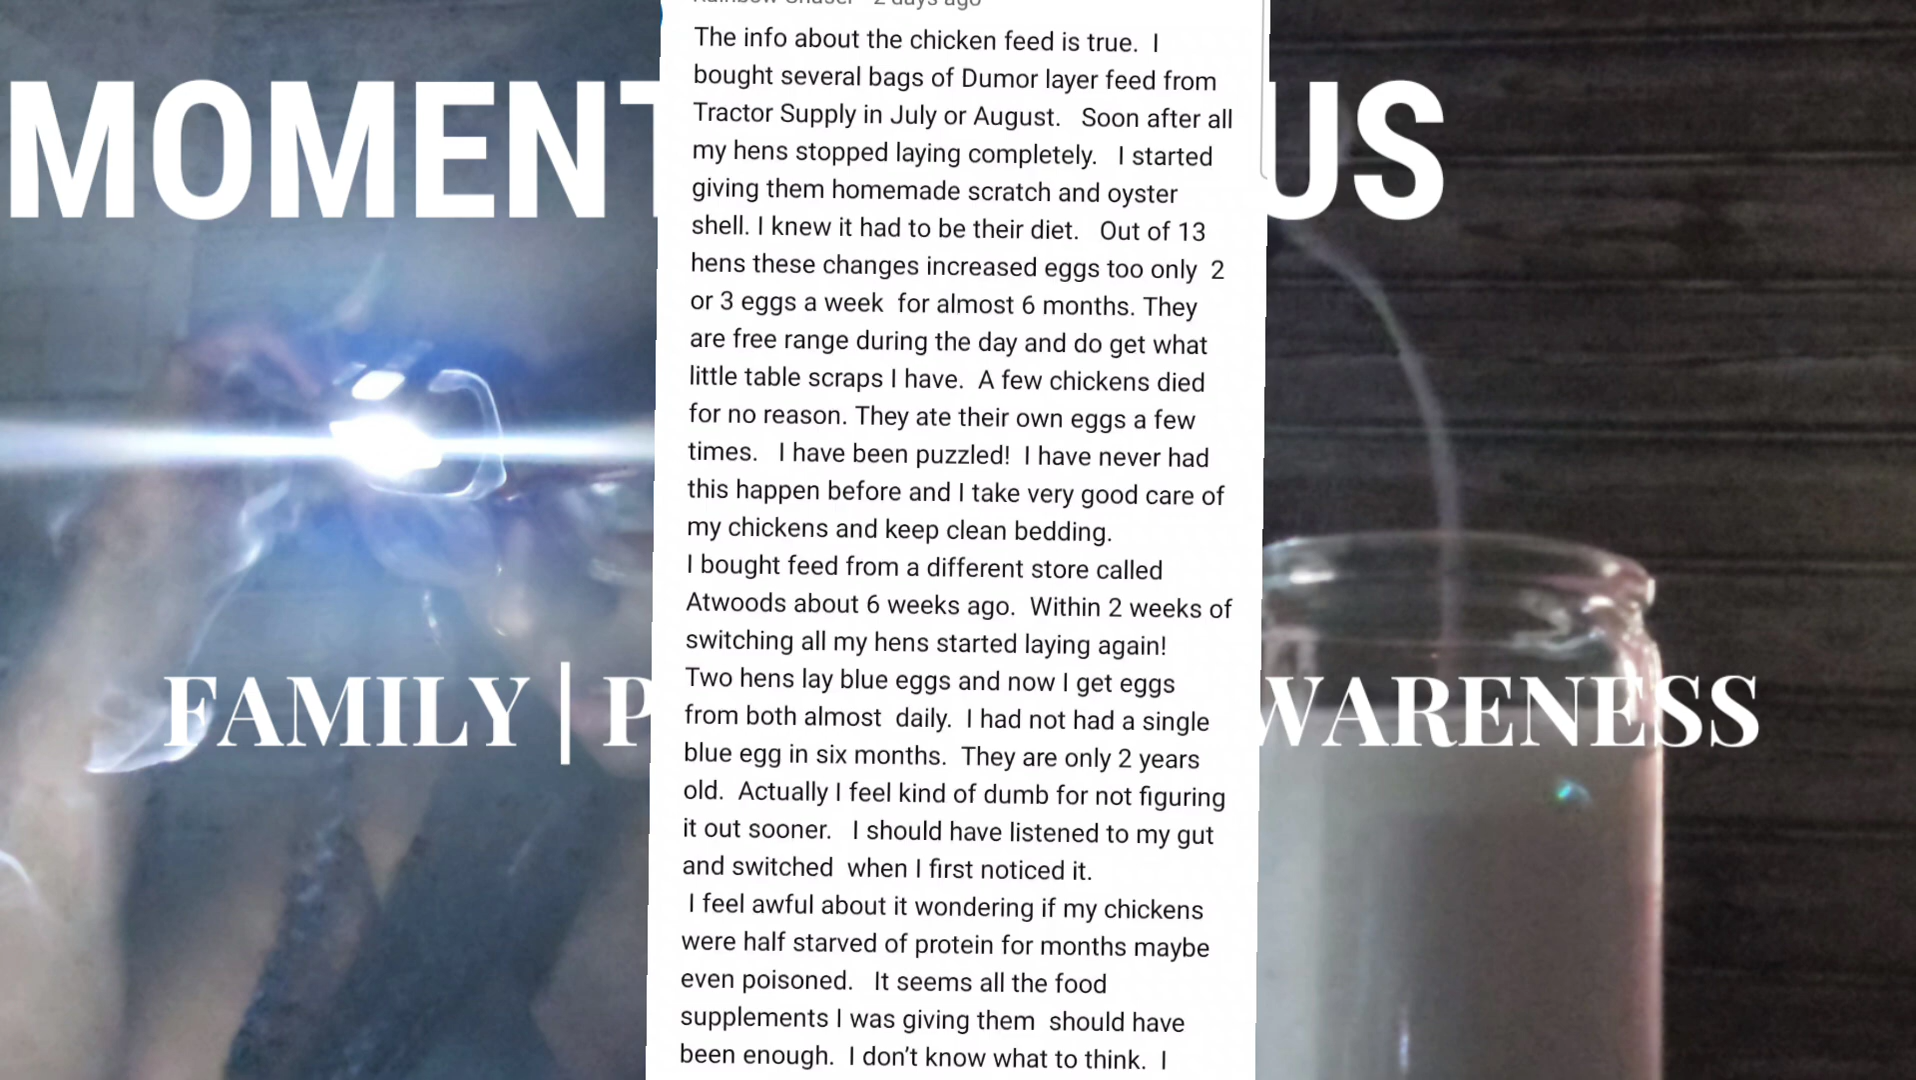 Rainbow Chaser 2 days ago
The info about the chicken feed is true. I
bought several bags of Dumor layer feed from
Tractor Supply in July or August. Soon after all
my hens stopped laying completely. I started
giving them homemade scratch and oyster
shell. I knew it had to be their diet. Out of 13
hens these changes increased eggs too only 2
or 3 eggs a week for almost 6 months. They
are free range during the day and do get what
little table scraps I have. A few chickens died
for no reason. They ate their own eggs a few
times. I have been puzzled! I have never had
this happen before and I take very good care of
my chickens and keep clean bedding.
I bought feed from a different store called
Atwoods about 6 weeks ago. Within 2 weeks of
switching all my hens started laying again!
Two hens lay blue eggs and now I get eggs
from both almost daily. I had not had a single
blue egg in six months. They are only 2 years
old. Actually I feel kind of dumb for not figuring
it out sooner. I should have listened to my gut
and switched when I first noticed it.
I feel awful about it wondering if my chickens
were half starved of protein for months maybe
even poisoned. It seems all the food
supplements I was giving them should have
been enough. I don't know what to think. I
MOMENT US
FAMILY | P WARENESS